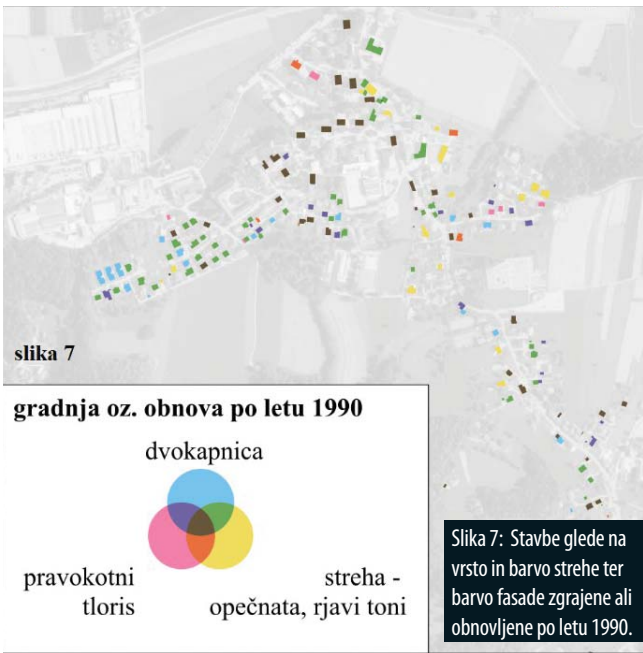 slika 7
gradnja oz. obnova po letu 1990
dvokapnica
pravokotni
tloris
streha -
opečnata, rjavi toni
Slika 7: Stavbe glede na
vrsto in barvo strehe ter
barvo fasade zgrajene ali
obnovljene po letu 1990.